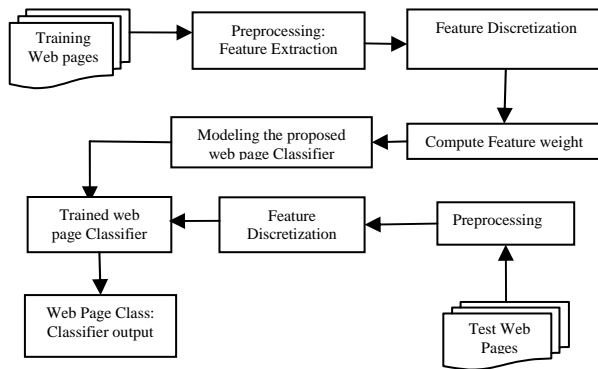 Training
Web pages
Preprocessing:
Feature Extraction
Feature Discretization
Modeling the proposed
web page Classifier
Compute Feature weight
Trained web
page Classifier
Feature
Discretization
Preprocessing
Web Page Class:
Classifier output
Test Web
Pages